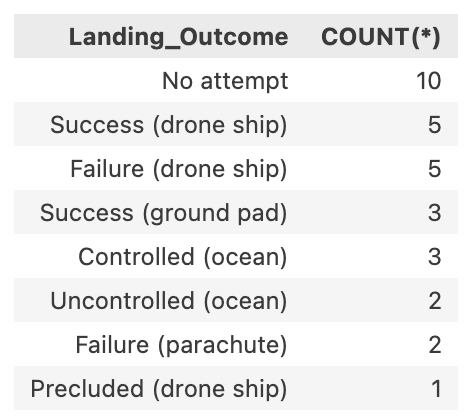 Landing_Outcome COUNT(*)
No attempt 10
Success (drone ship) 5
Failure (drone ship) 5
Success (ground pad) 3
Controlled (ocean) 3
Uncontrolled (ocean) 2
Failure (parachute) 2
Precluded (drone ship) 1